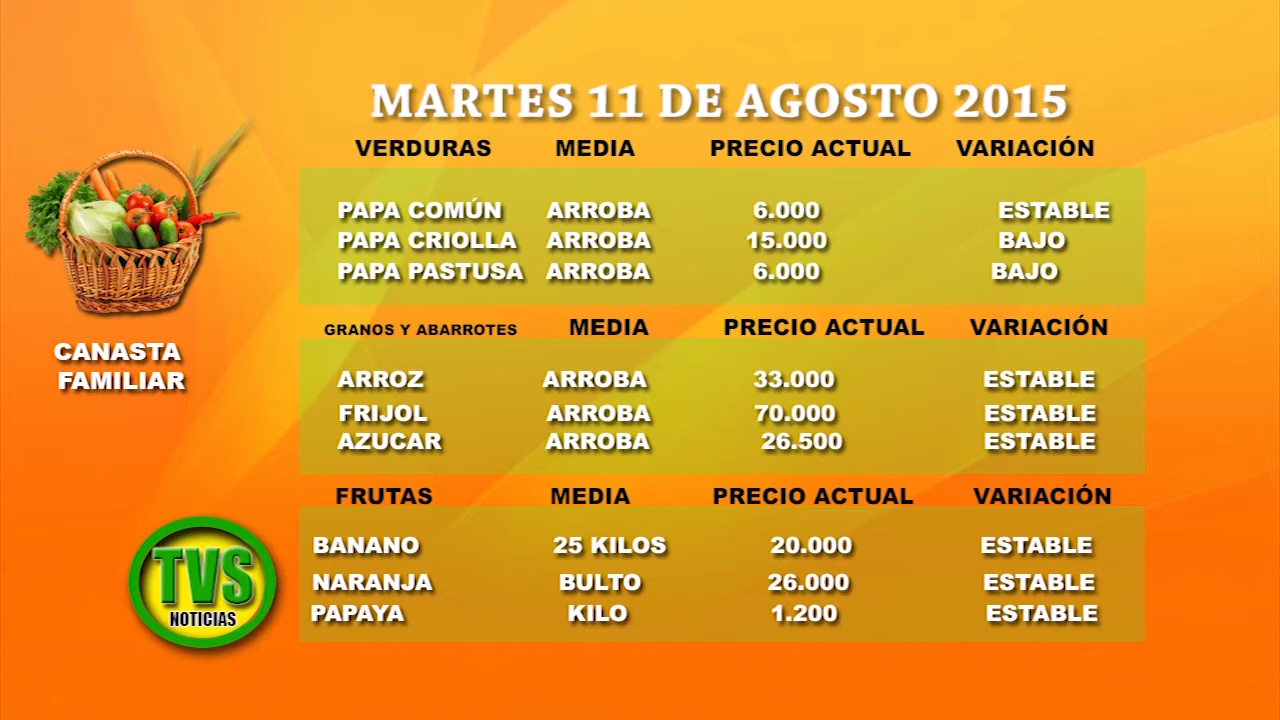 MARTES 11 DE AGOSTO 2015
VERDURAS MEDIA PRECIO ACTUAL VARIACIÓN
PAPA COMÚN ARROBA 6.000 ESTABLE
PAPA CRIOLLA ARROBA 15.000 BAJO
PAPA PASTUSA ARROBA 6.000 BAJO
GRANOS Y ABARROTES MEDIA PRECIO ACTUAL VARIACIÓN
CANASTA
FAMILIAR
ARROZ ARROBA 33.000 ESTABLE
FRIJOL ARROBA 70.000 ESTABLE
AZUCAR ARROBA 26.500 ESTABLE
FRUTAS MEDIA PRECIO ACTUAL VARIACIÓN
BANANO 25 KILOS 20.000 ESTABLE
NARANJA BULTO 26.000 ESTABLE
PAPAYA KILO 1.200 ESTABLE
TVS
NOTICIAS